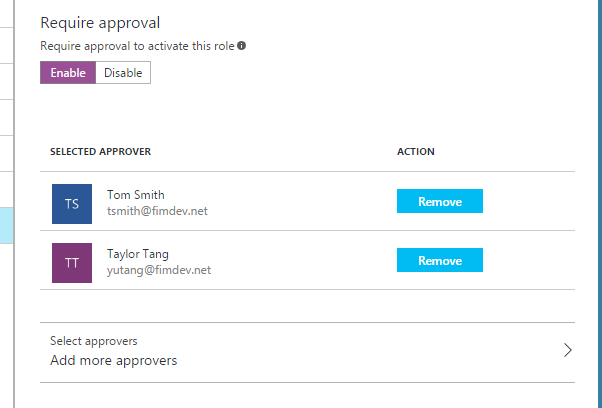 Require approval
Require approval to activate this role
Enable Disable
SELECTED APPROVER ACTION
TS Tom Smith Remove
tsmith@fimdev.net
TT Taylor Tang Remove
yutang@fimdev.net
Select approvers
Add more approvers